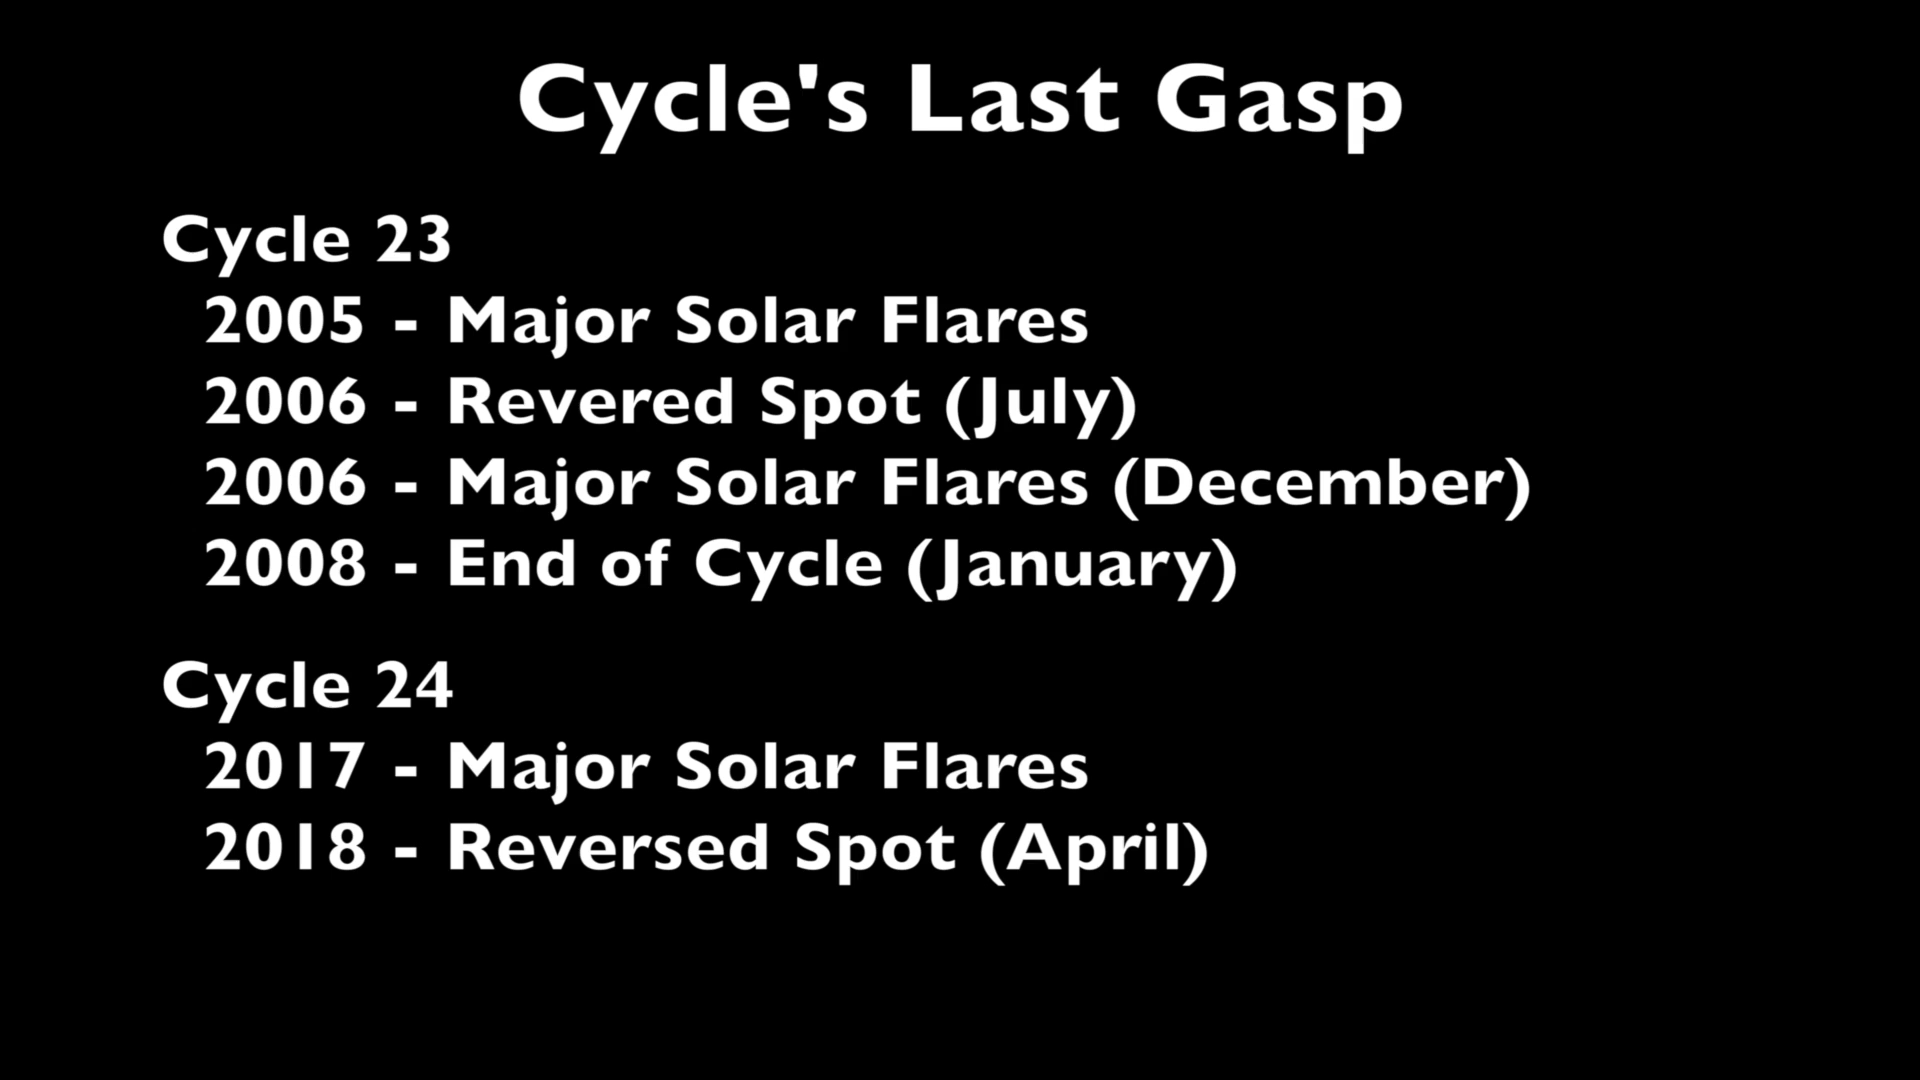 Cycle's Last Gasp
Cycle 23
2005 - Major Solar Flares
2006 - Revered Spot (July)
2006 - Major Solar Flares (December)
2008 - End of Cycle (January)
Cycle 24
2017 - Major Solar Flares
2018 - Reversed Spot (April)